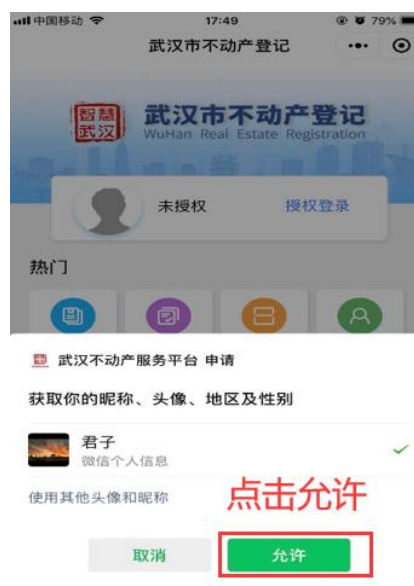 中国移动 17:49 79%
武汉市不动产登记
智慧
武汉
武汉市不动产登记
WuHan Real Estate Registration
未授权 授权登录
热门
武汉不动产服务平台 申请
获取你的昵称、头像、地区及性别
君子
微信个人信息
使用其他头像和昵称
点击允许
取消 允许